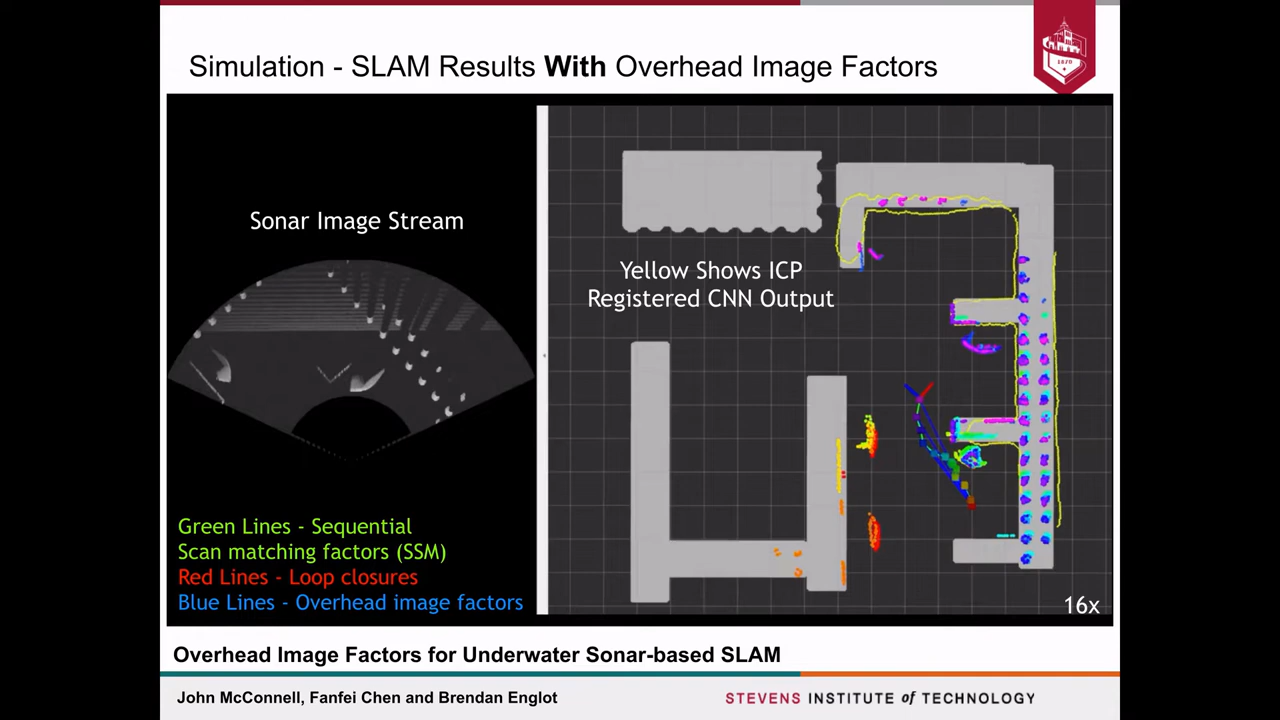 Simulation - SLAM Results With Overhead Image Factors
1870
Sonar Image Stream
Yellow Shows ICP
Registered CNN Output
Green Lines - Sequential
Scan matching factors (SSM)
Red Lines - Loop closures
Blue Lines - Overhead image factors
16x
Overhead Image Factors for Underwater Sonar-based SLAM
John McConnell, Fanfei Chen and Brendan Englot
STEVENS INSTITUTE of TECHNOLOGY